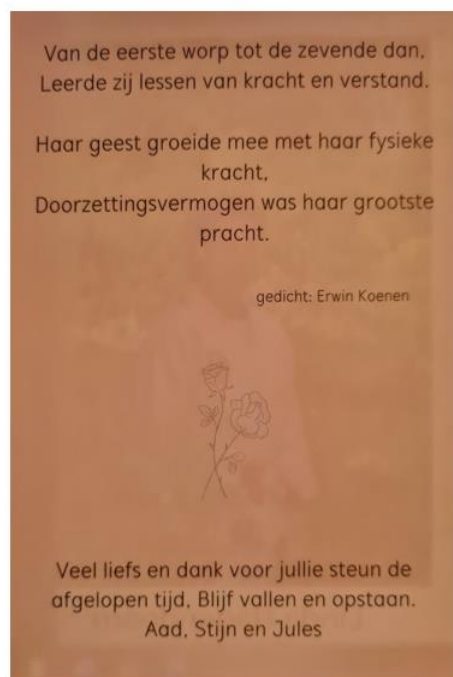 Van de eerste worp tot de zevende dan,
Leerde zij lessen van kracht en verstand.
Haar geest groeide mee met haar fysieke
kracht,
Doorzettingsvermogen was haar grootste
pracht.
gedicht: Erwin Koenen
Veel liefs en dank voor jullie steun de
afgelopen tijd, Blijf vallen en opstaan.
Aad, Stijn en Jules